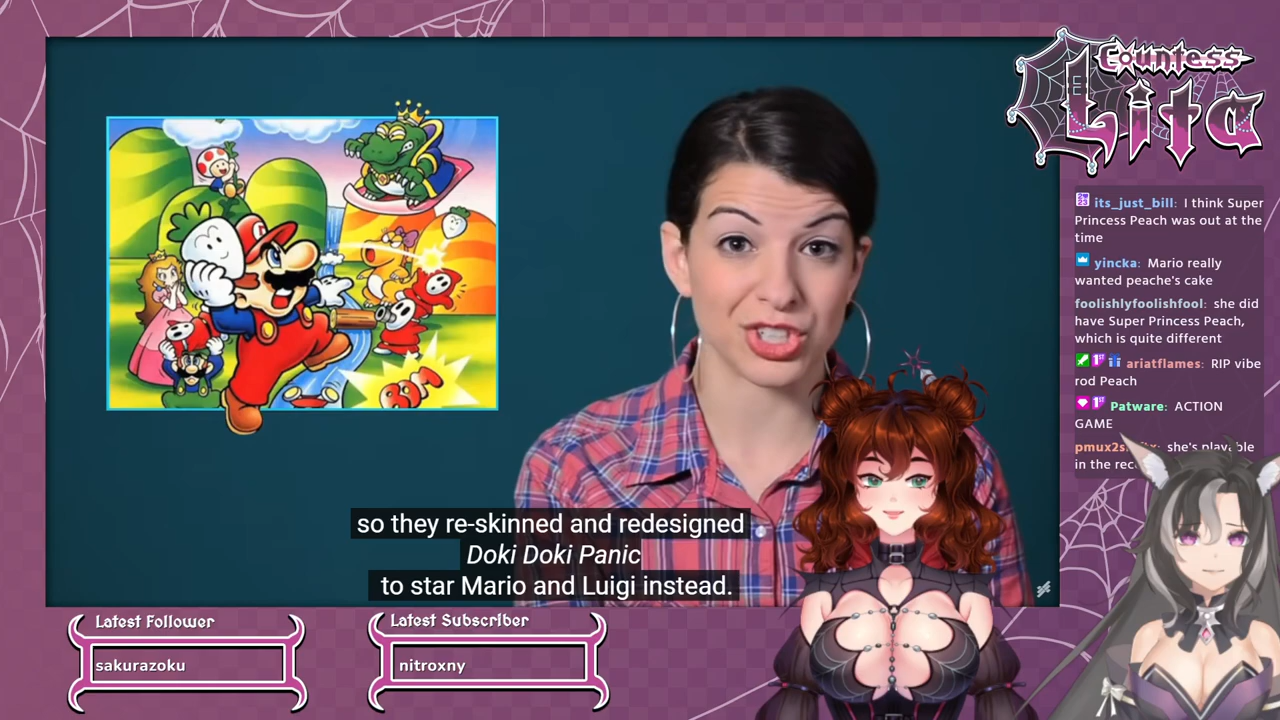 Countess
Lita
its_just_bill: I think Super
Princess Peach was out at the
time
yincka: Mario really
wanted peache's cake
foolishlyfoolishfool: she did
have Super Princess Peach,
which is quite different
ariatflames: RIP vibe
rod Peach
Patware: ACTION
GAME
she's playable
in the
BOM
so they re-skinned and redesigned
Doki Doki Panic
to star Mario and Luigi instead.
Latest Follower
sakurazoku
Latest Subscriber
nitroxny